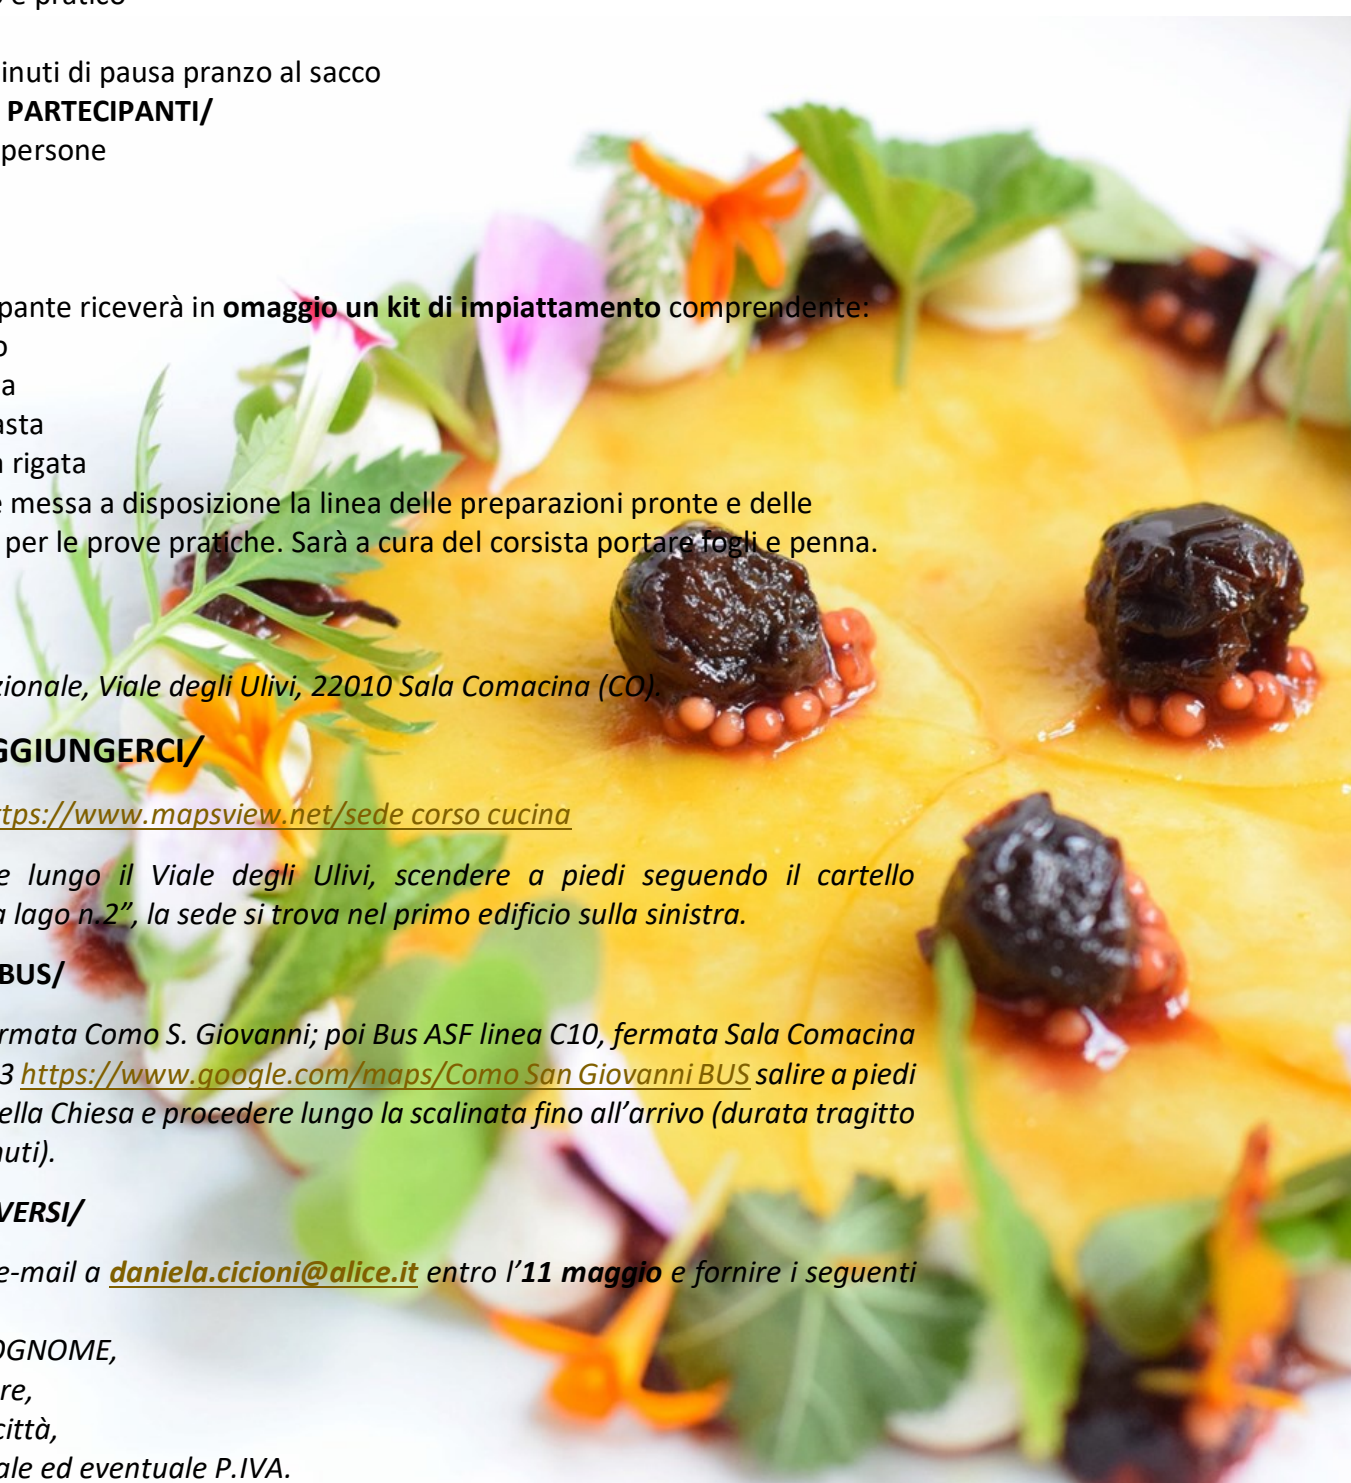 e pratico
inuti di pausa pranzo al sacco
PARTECIPANTI/
persone
pante riceverà in omaggio un kit di impiattamento comprendente:
o
a
asta
rigata
e messa a disposizione la linea delle preparazioni pronte e delle
per le prove pratiche. Sarà a cura del corsista portare fogli e penna.
zionale, Viale degli Ulivi, 22010 Sala Comacina (CO).
GGIUNGERCI/
ttps://www.mapsview.net/sede corso cucina
e lungo il Viale degli Ulivi, scendere a piedi seguendo il cartello
a lago n.2”, la sede si trova nel primo edificio sulla sinistra.
BUS/
rmata Como S. Giovanni; poi Bus ASF linea C10, fermata Sala Comacina
3 https://www.google.com/maps/Como San Giovanni BUS salire a piedi
ella Chiesa e procedere lungo la scalinata fino all’arrivo (durata tragitto
nuti).
VERSI/
e-mail a daniela.cicioni@alice.it entro l’11 maggio e fornire i seguenti
OGNOME,
re,
città,
ale ed eventuale P.IVA.